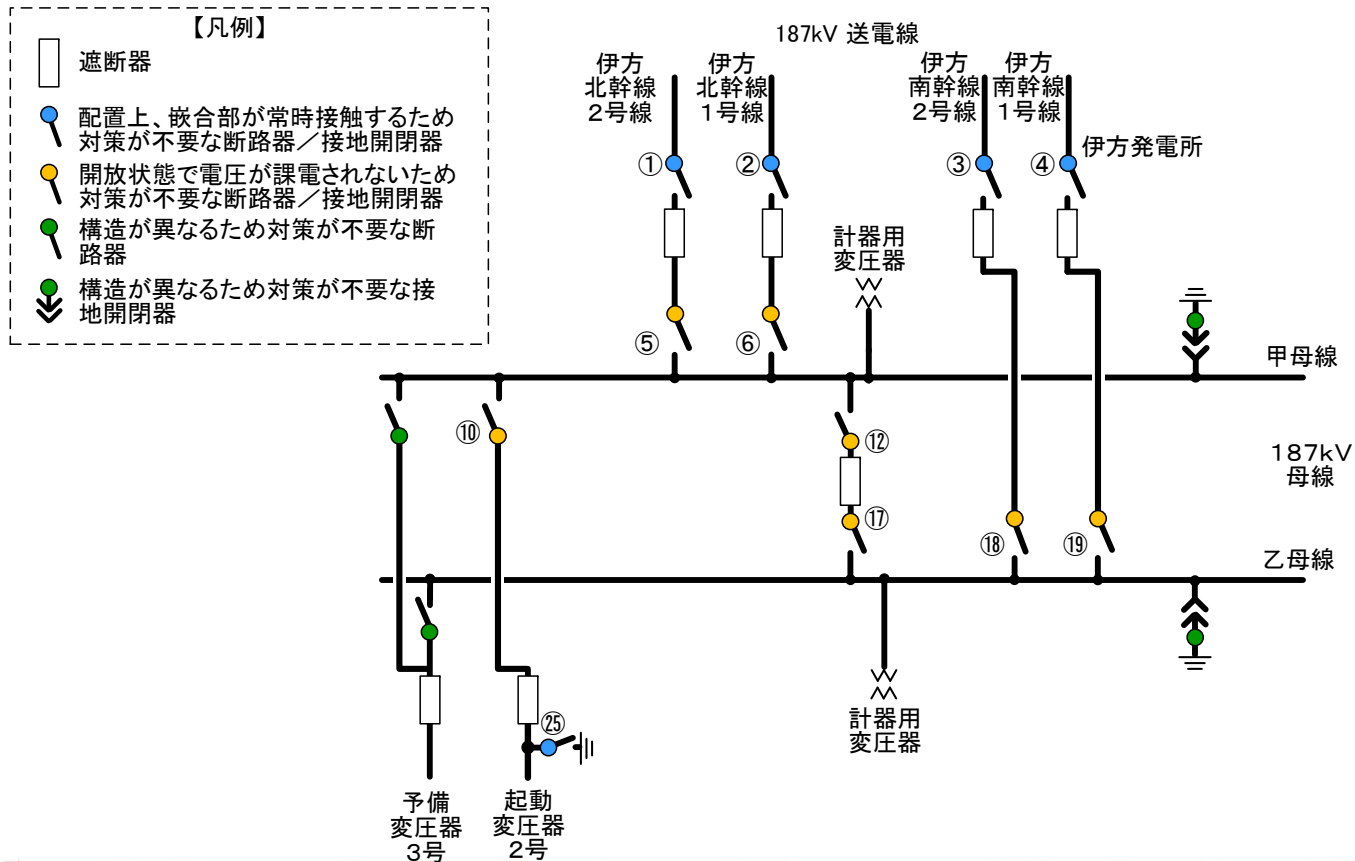 【凡例】
遮断器
配置上、嵌合部が常時接触するため
対策が不要な断路器／接地開閉器
開放状態で電圧が課電されないため
対策が不要な断路器／接地開閉器
構造が異なるため対策が不要な断
路器
構造が異なるため対策が不要な接
地開閉器
187kV 送電線
伊方
北幹線
2号線
伊方
北幹線
1号線
伊方
南幹線
2号線
伊方
南幹線
1号線
伊方発電所
①
②
③
④
計器用
変圧器
⑤
⑥
甲母線
⑩
⑫
187kV
母線
⑰
⑱
⑲
乙母線
計器用
変圧器
㉕
予備
変圧器
3号
起動
変圧器
2号